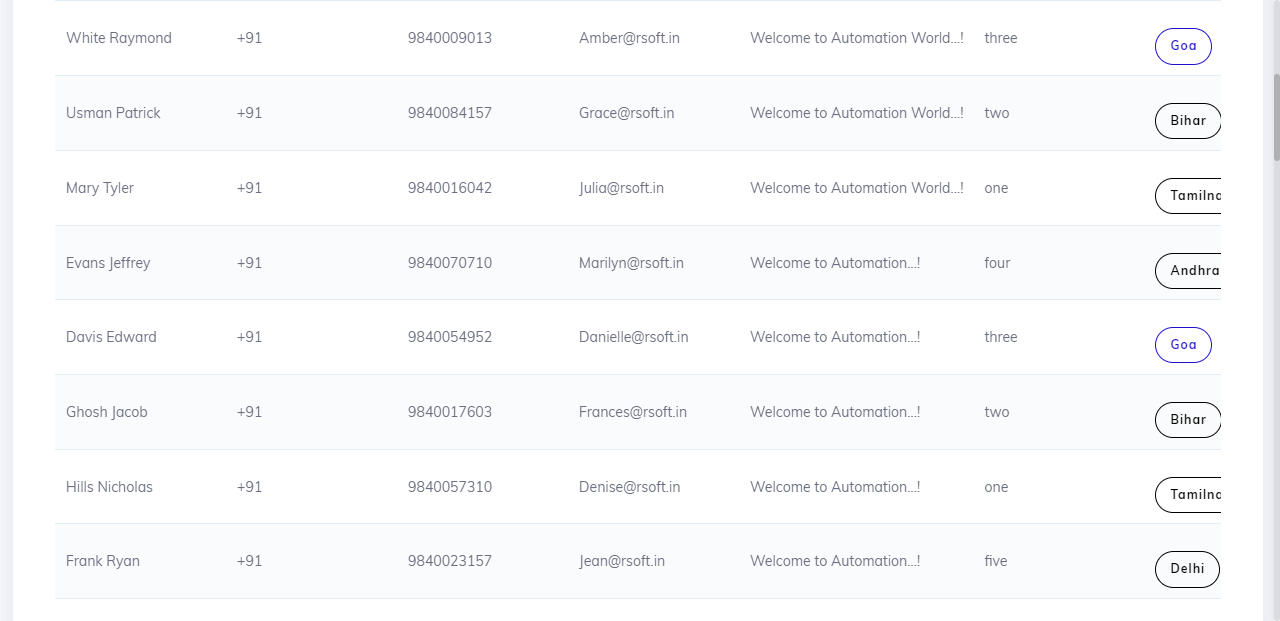 White Raymond +91 9840009013 Amber@rsoft.in Welcome to Automation World...! three Goa
Usman Patrick +91 9840084157 Grace@rsoft.in Welcome to Automation World...! two Bihar
Mary Tyler +91 9840016042 Julia@rsoft.in Welcome to Automation World...! one
Evans Jeffrey +91 9840070710 Marilyn@rsoft.in Welcome to Automation...! four Andhra
Davis Edward +91 9840054952 Danielle@rsoft.in Welcome to Automation...! three Goa
Ghosh Jacob +91 9840017603 Frances@rsoft.in Welcome to Automation...! two Bihar
Hills Nicholas +91 9840057310 Denise@rsoft.in Welcome to Automation...! one
Frank Ryan +91 9840023157 Jean@rsoft.in Welcome to Automation...! five Delhi